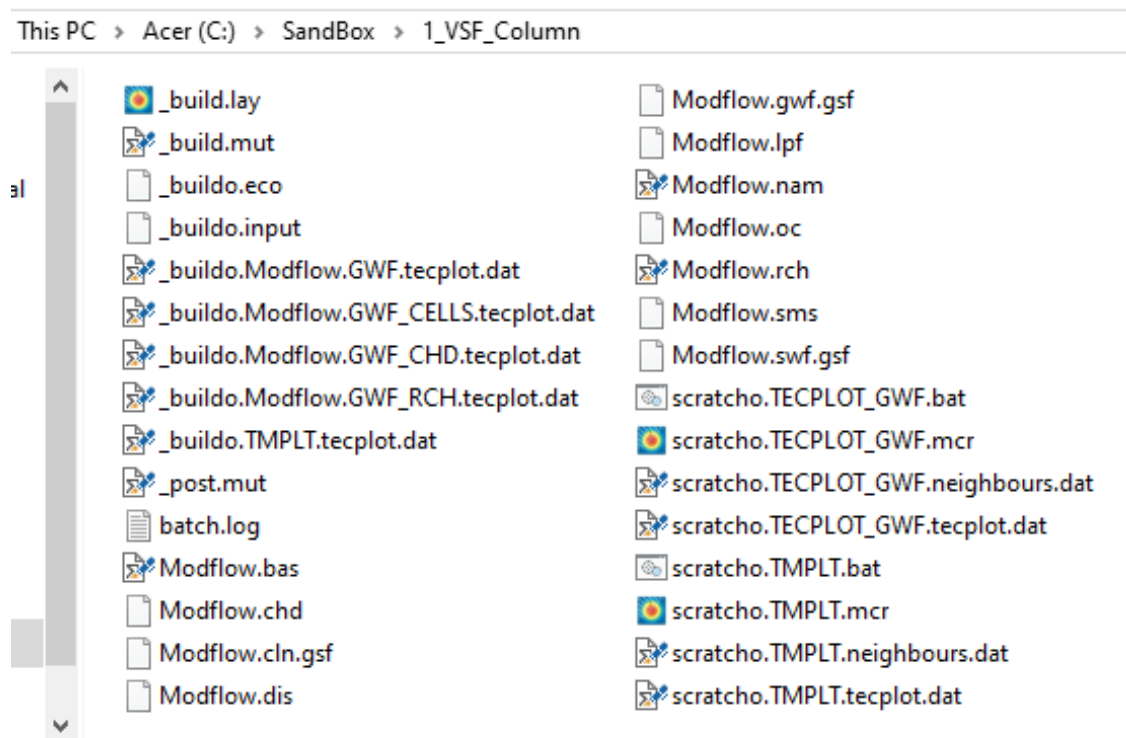 This PC > Acer (C:) > SandBox > 1_VSF_Column
al
_build.lay
_build.mut
_buildo.eco
_buildo.input
_buildo.Modflow.GWF.tecplot.dat
_buildo.Modflow.GWF_CELLS.tecplot.dat
_buildo.Modflow.GWF_CHD.tecplot.dat
_buildo.Modflow.GWF_RCH.tecplot.dat
_buildo.TMPLT.tecplot.dat
_post.mut
batch.log
Modflow.bas
Modflow.chd
Modflow.cln.gsf
Modflow.dis
Modflow.gwf.gsf
Modflow.lpf
Modflow.nam
Modflow.oc
Modflow.rch
Modflow.sms
Modflow.swf.gsf
scratcho.TECPLOT_GWF.bat
scratcho.TECPLOT_GWF.mcr
scratcho.TECPLOT_GWF.neighbours.dat
scratcho.TECPLOT_GWF.tecplot.dat
scratcho.TMPLT.bat
scratcho.TMPLT.mcr
scratcho.TMPLT.neighbours.dat
scratcho.TMPLT.tecplot.dat